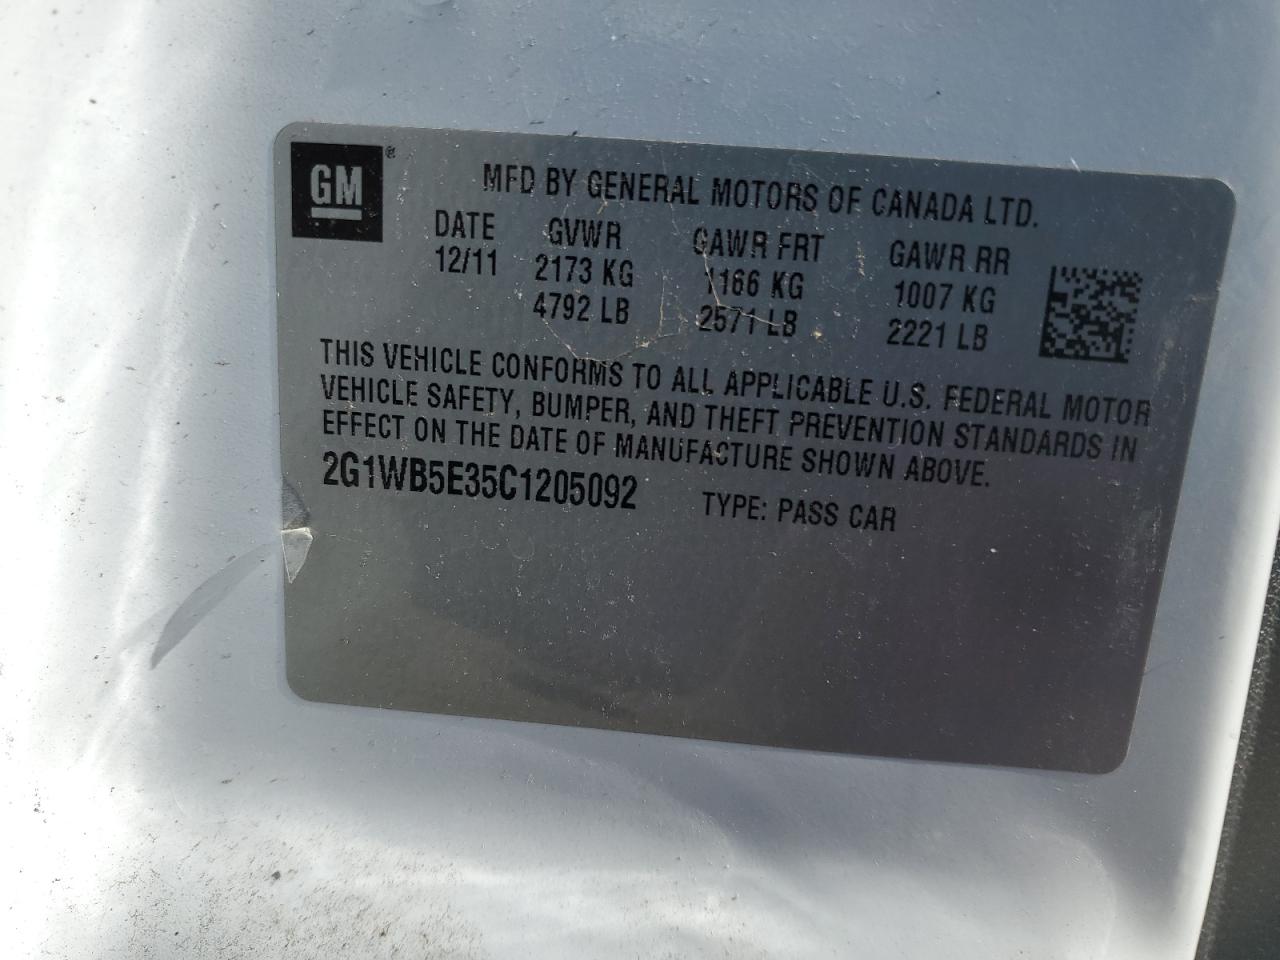 GM®
MFD BY GENERAL MOTORS OF CANADA LTD.
DATE GVWR GAWR FRT GAWR RR
12/11 2173 KG 1166 KG 1007 KG
4792 LB 2571 LB 2221 LB
THIS VEHICLE CONFORMS TO ALL APPLICABLE U.S. FEDERAL MOTOR
VEHICLE SAFETY, BUMPER, AND THEFT PREVENTION STANDARDS IN
EFFECT ON THE DATE OF MANUFACTURE SHOWN ABOVE.
2G1WB5E35C1205092 TYPE: PASS CAR